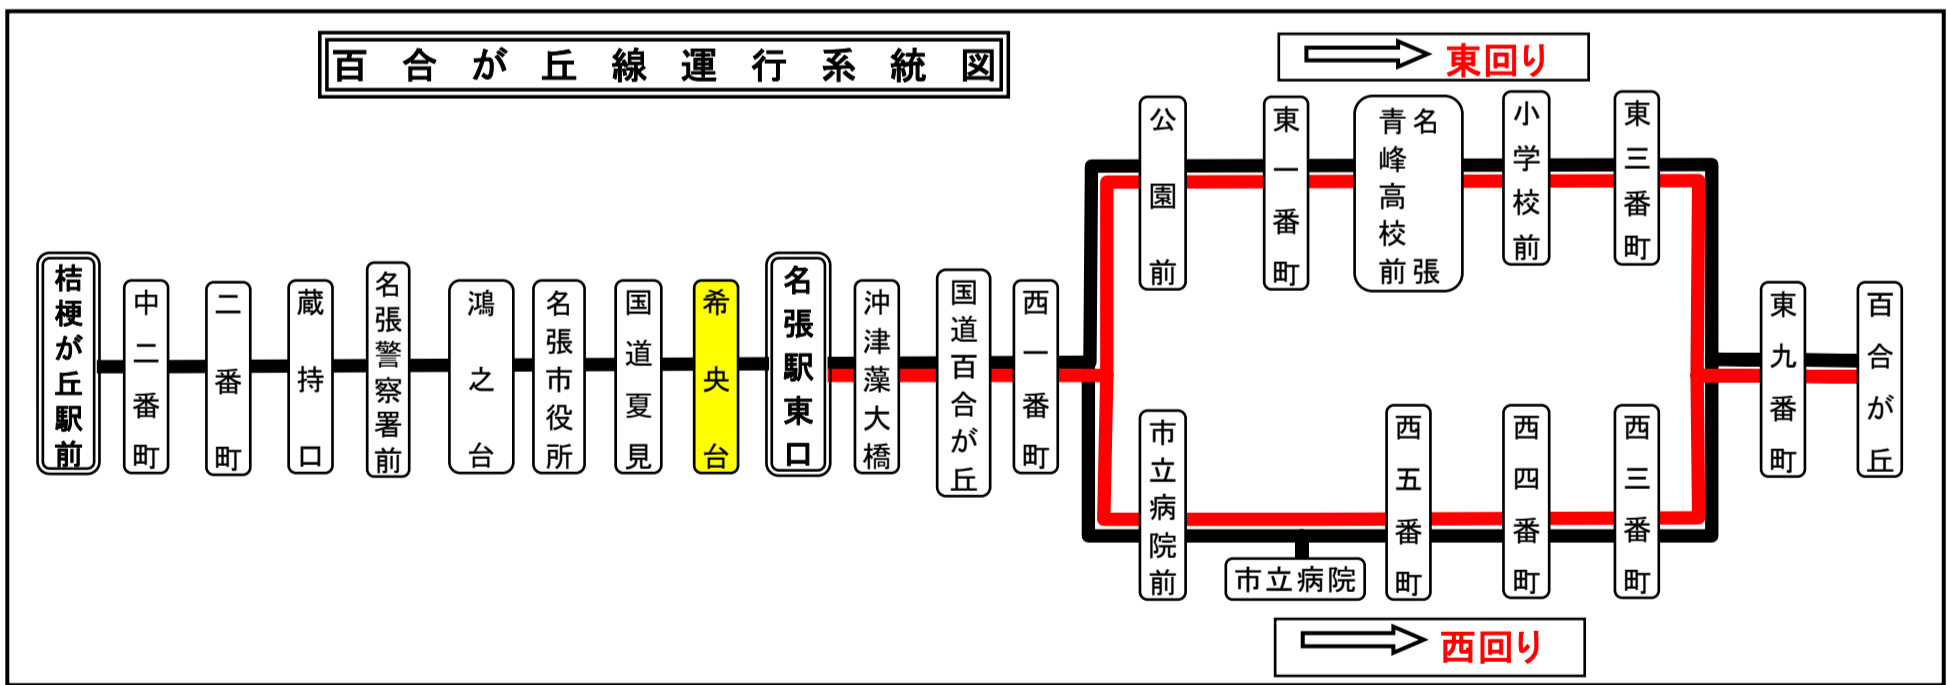 百合が丘線運行系統図
東回り
桔梗が丘駅前
中二番町
二番町
蔵持口
名張警察署前
鴻之台
名張市役所
国道夏見
希央台
名張駅東口
沖津藻大橋
国道百合が丘
西一番町
公園前
東一番町
名張
青峰高校前
小学校前
東三番町
市立病院前
市立病院
西五番町
西四番町
西三番町
東九番町
百合が丘
西回り